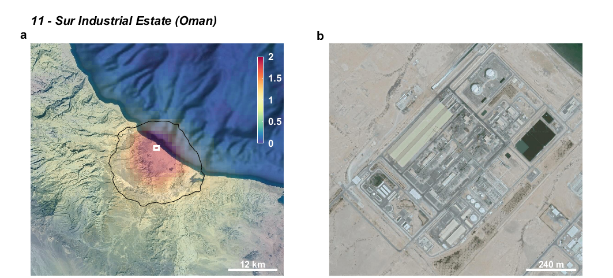 11 - Sur Industrial Estate (Oman)
a
b
2
1.5
1
0.5
0
12 km
240 m